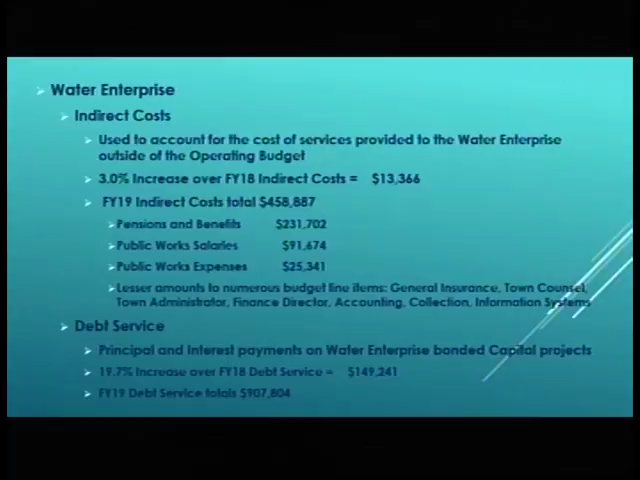 Water Enterprise
Indirect Costs
Used to account for the cost of services provided to the Water Enterprise
outside of the Operating Budget
3.0% Increase over FY18 Indirect Costs = $13,366
FY19 Indirect Costs total $458,887
Pensions and Benefits $231,702
Public Works Salaries $91,674
Public Works Expenses $25,341
Lesser amounts to numerous budget line items: General Insurance, Town Counsel,
Town Administrator, Finance Director, Accounting, Collection, Information Systems
Debt Service
Principal and Interest payments on Water Enterprise bonded Capital projects
19.7% Increase over FY18 Debt Service = $149,241
FY19 Debt Service totals $907,804